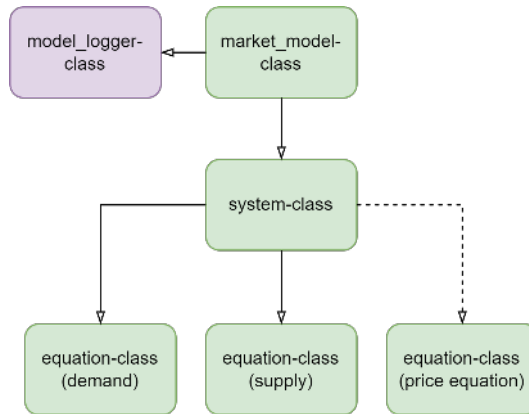 model_logger-
class
market_model-
class
system-class
equation-class
(demand)
equation-class
(supply)
equation-class
(price equation)